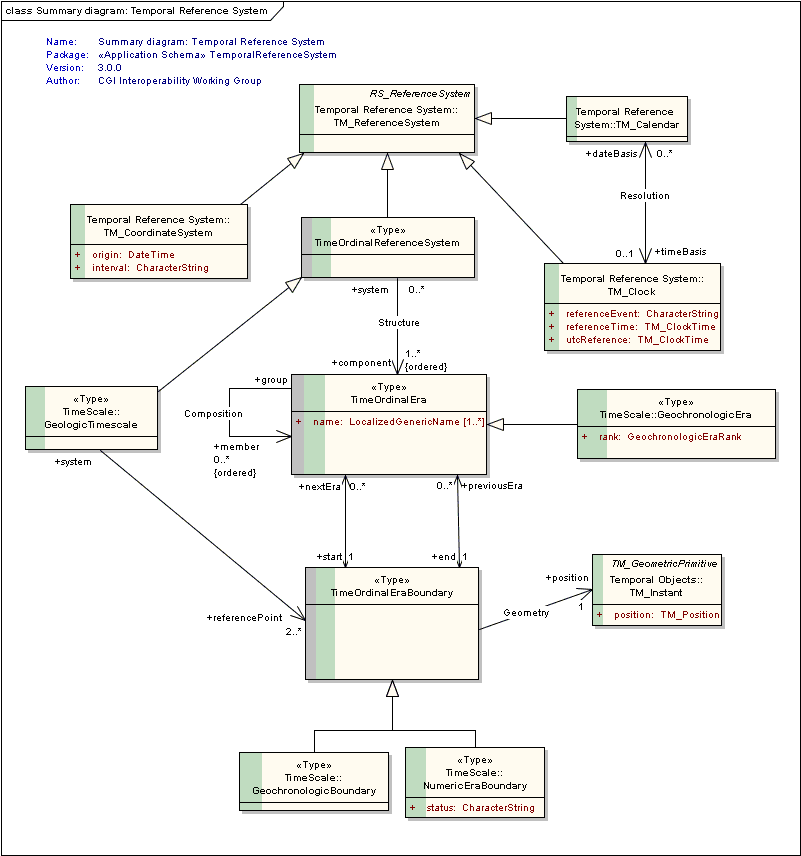 class Summary diagram: Temporal Reference System
Name: Summary diagram: Temporal Reference System
Package: «Application Schema» TemporalReferenceSystem
Version: 3.0.0
Author: CGI Interoperability Working Group
RS_ReferenceSystem
Temporal Reference System::
TM_ReferenceSystem
Temporal Reference
System::TM_Calendar
+dateBasis 0..*
Resolution
0..1 +timeBasis
Temporal Reference System::
TM_CoordinateSystem
+ origin: DateTime
+ interval: CharacterString
«Type»
TimeOrdinalReferenceSystem
Temporal Reference System::
TM_Clock
+ referenceEvent: CharacterString
+ referenceTime: TM_ClockTime
+ utcReference: TM_ClockTime
+system 0..*
Structure
1..*
+component {ordered}
«Type»
TimeScale::
GeologicTimescale
+system
+group
Composition
+member
0..*
{ordered}
«Type»
TimeOrdinalEra
+ name: LocalizedGenericName [1..*]
«Type»
TimeScale::GeochronologicEra
+ rank: GeochronologicEraRank
+nextEra 0..*
0..* +previousEra
+start 1
+end 1
«Type»
TimeOrdinalEraBoundary
+referencePoint
2..*
Geometry
+position
1
TM_GeometricPrimitive
Temporal Objects::
TM_Instant
+ position: TM_Position
«Type»
TimeScale::
GeochronologicBoundary
«Type»
TimeScale::
NumericEraBoundary
+ status: CharacterString